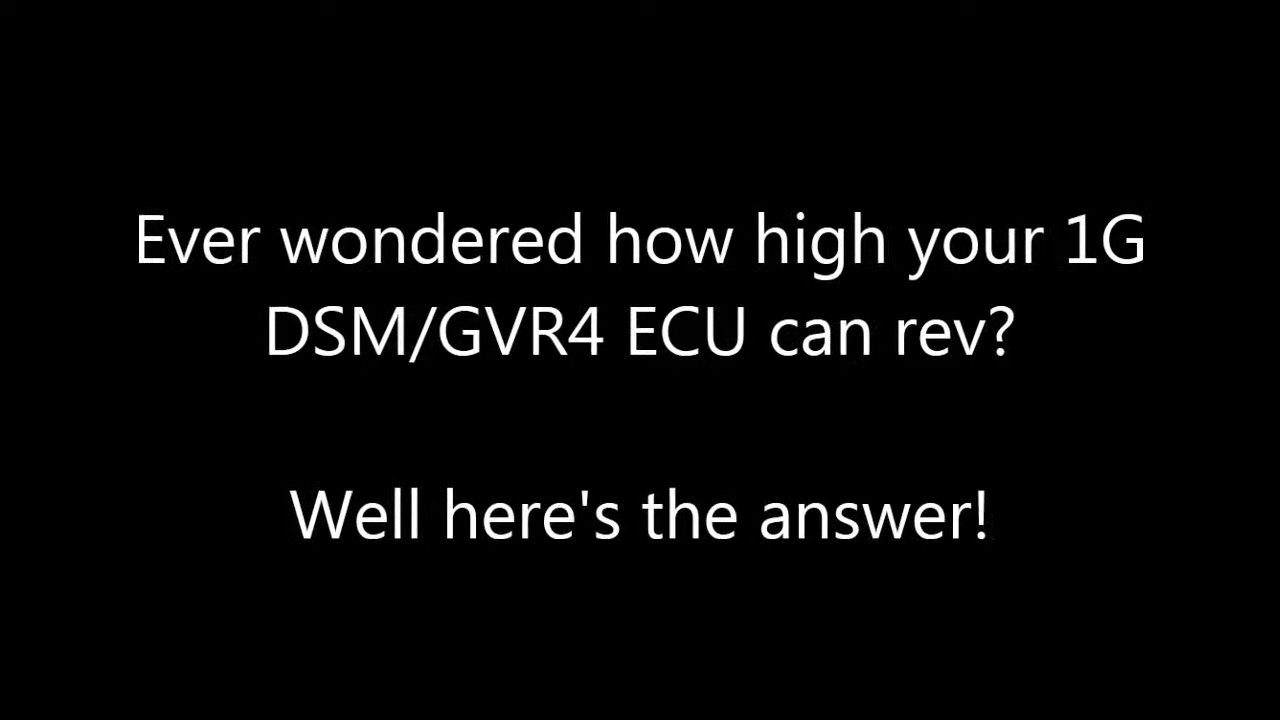 Ever wondered how high your 1G
DSM/GVR4 ECU can rev?
Well here's the answer!